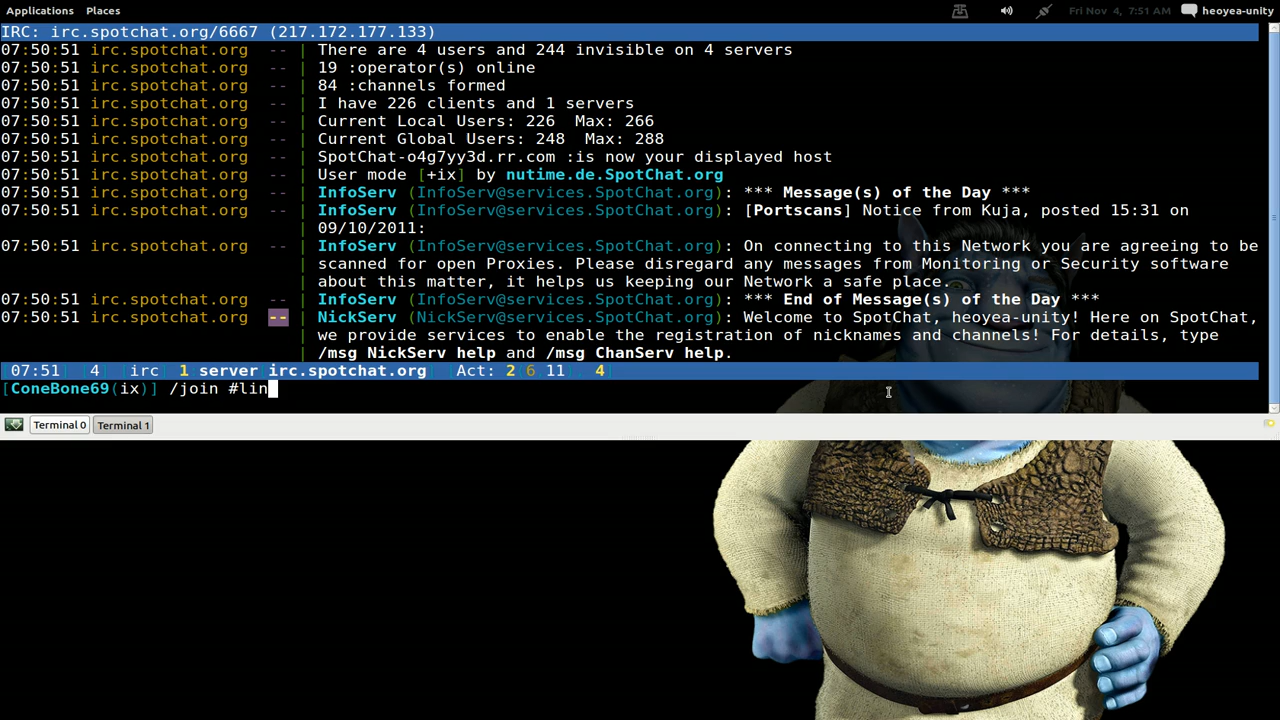 Applications Places Fri Nov 4, 7:51 AM heoyea-unity
IRC: irc.spotchat.org/6667 (217.172.177.133)
07:50:51 irc.spotchat.org -- | There are 4 users and 244 invisible on 4 servers
07:50:51 irc.spotchat.org -- | 19 :operator(s) online
07:50:51 irc.spotchat.org -- | 84 :channels formed
07:50:51 irc.spotchat.org -- | I have 226 clients and 1 servers
07:50:51 irc.spotchat.org -- | Current Local Users: 226  Max: 266
07:50:51 irc.spotchat.org -- | Current Global Users: 248  Max: 288
07:50:51 irc.spotchat.org -- | SpotChat-o4g7yy3d.rr.com :is now your displayed host
07:50:51 irc.spotchat.org -- | User mode [+ix] by nutime.de.SpotChat.org
07:50:51 irc.spotchat.org -- | InfoServ (InfoServ@services.SpotChat.org): *** Message(s) of the Day ***
07:50:51 irc.spotchat.org -- | InfoServ (InfoServ@services.SpotChat.org): [Portscans] Notice from Kuja, posted 15:31 on
| 09/10/2011:
07:50:51 irc.spotchat.org -- | InfoServ (InfoServ@services.SpotChat.org): On connecting to this Network you are agreeing to be
| scanned for open Proxies. Please disregard any messages from Monitoring or Security software
| about this matter, it helps us keeping our Network a safe place.
07:50:51 irc.spotchat.org -- | InfoServ (InfoServ@services.SpotChat.org): *** End of Message(s) of the Day ***
07:50:51 irc.spotchat.org -- | NickServ (NickServ@services.SpotChat.org): Welcome to SpotChat, heoyea-unity! Here on SpotChat,
| we provide services to enable the registration of nicknames and channels! For details, type
| /msg NickServ help and /msg ChanServ help.
[07:51] [4] [irc] 1 server irc.spotchat.org [Act: 2(6,11), 4]
[ConeBone69(ix)] /join #lin
Terminal 0 Terminal 1